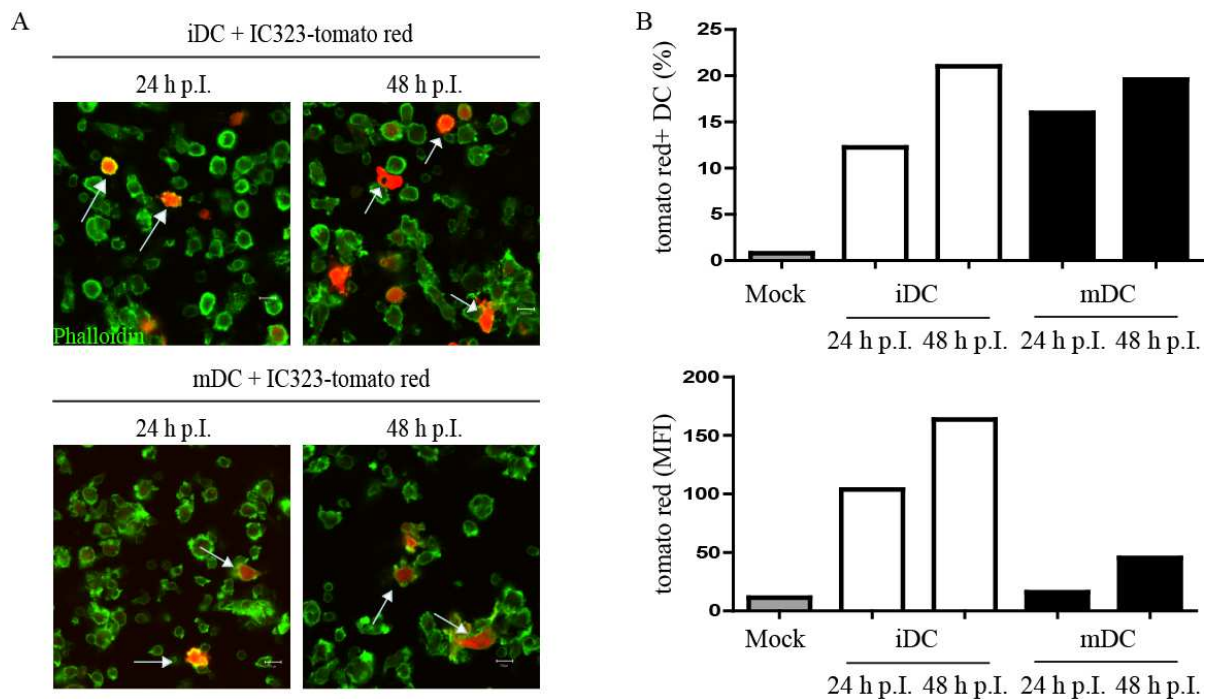 A
iDC + IC323-tomato red
24 h p.I. 48 h p.I.
Phalloidin
mDC + IC323-tomato red
24 h p.I. 48 h p.I.
B
tomato red+ DC (%)
25
20
15
10
5
0
Mock iDC mDC
24 h p.I. 48 h p.I. 24 h p.I. 48 h p.I.
tomato red (MFI)
200
150
100
50
0
Mock iDC mDC
24 h p.I. 48 h p.I. 24 h p.I. 48 h p.I.